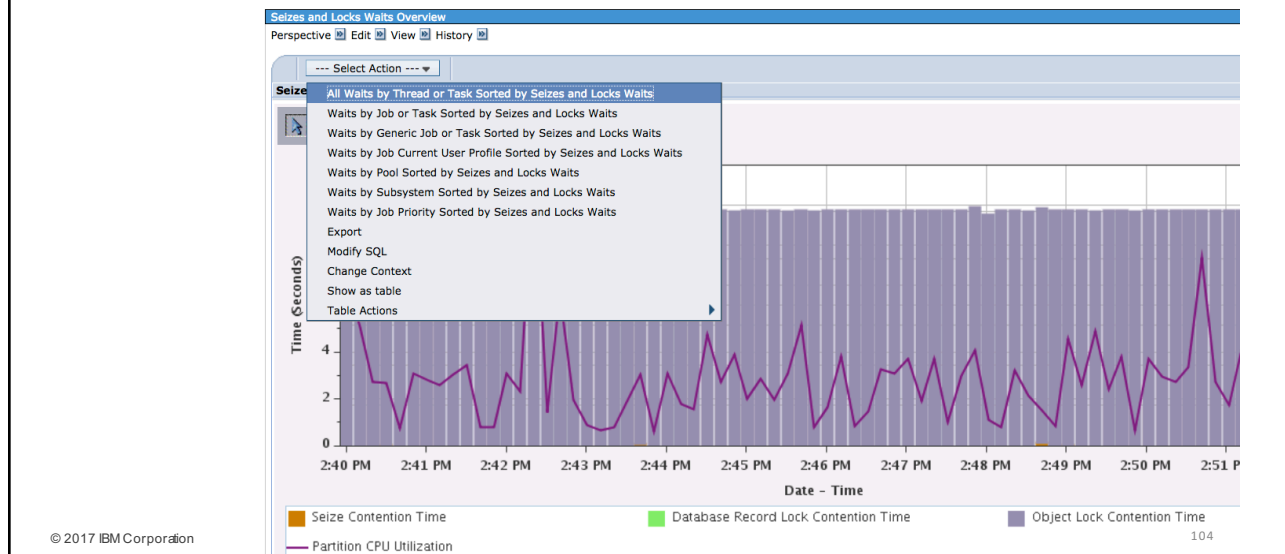 Seizes and Locks Waits Overview
Perspective Edit View History
--- Select Action ---
Seize
All Waits by Thread or Task Sorted by Seizes and Locks Waits
Waits by Job or Task Sorted by Seizes and Locks Waits
Waits by Generic Job or Task Sorted by Seizes and Locks Waits
Waits by Job Current User Profile Sorted by Seizes and Locks Waits
Waits by Pool Sorted by Seizes and Locks Waits
Waits by Subsystem Sorted by Seizes and Locks Waits
Waits by Job Priority Sorted by Seizes and Locks Waits
Export
Modify SQL
Change Context
Show as table
Table Actions
Time (Seconds)
4
2
0
2:40 PM 2:41 PM 2:42 PM 2:43 PM 2:44 PM 2:45 PM 2:46 PM 2:47 PM 2:48 PM 2:49 PM 2:50 PM 2:51 P
Date - Time
Seize Contention Time Database Record Lock Contention Time Object Lock Contention Time
Partition CPU Utilization
© 2017 IBM Corporation
104